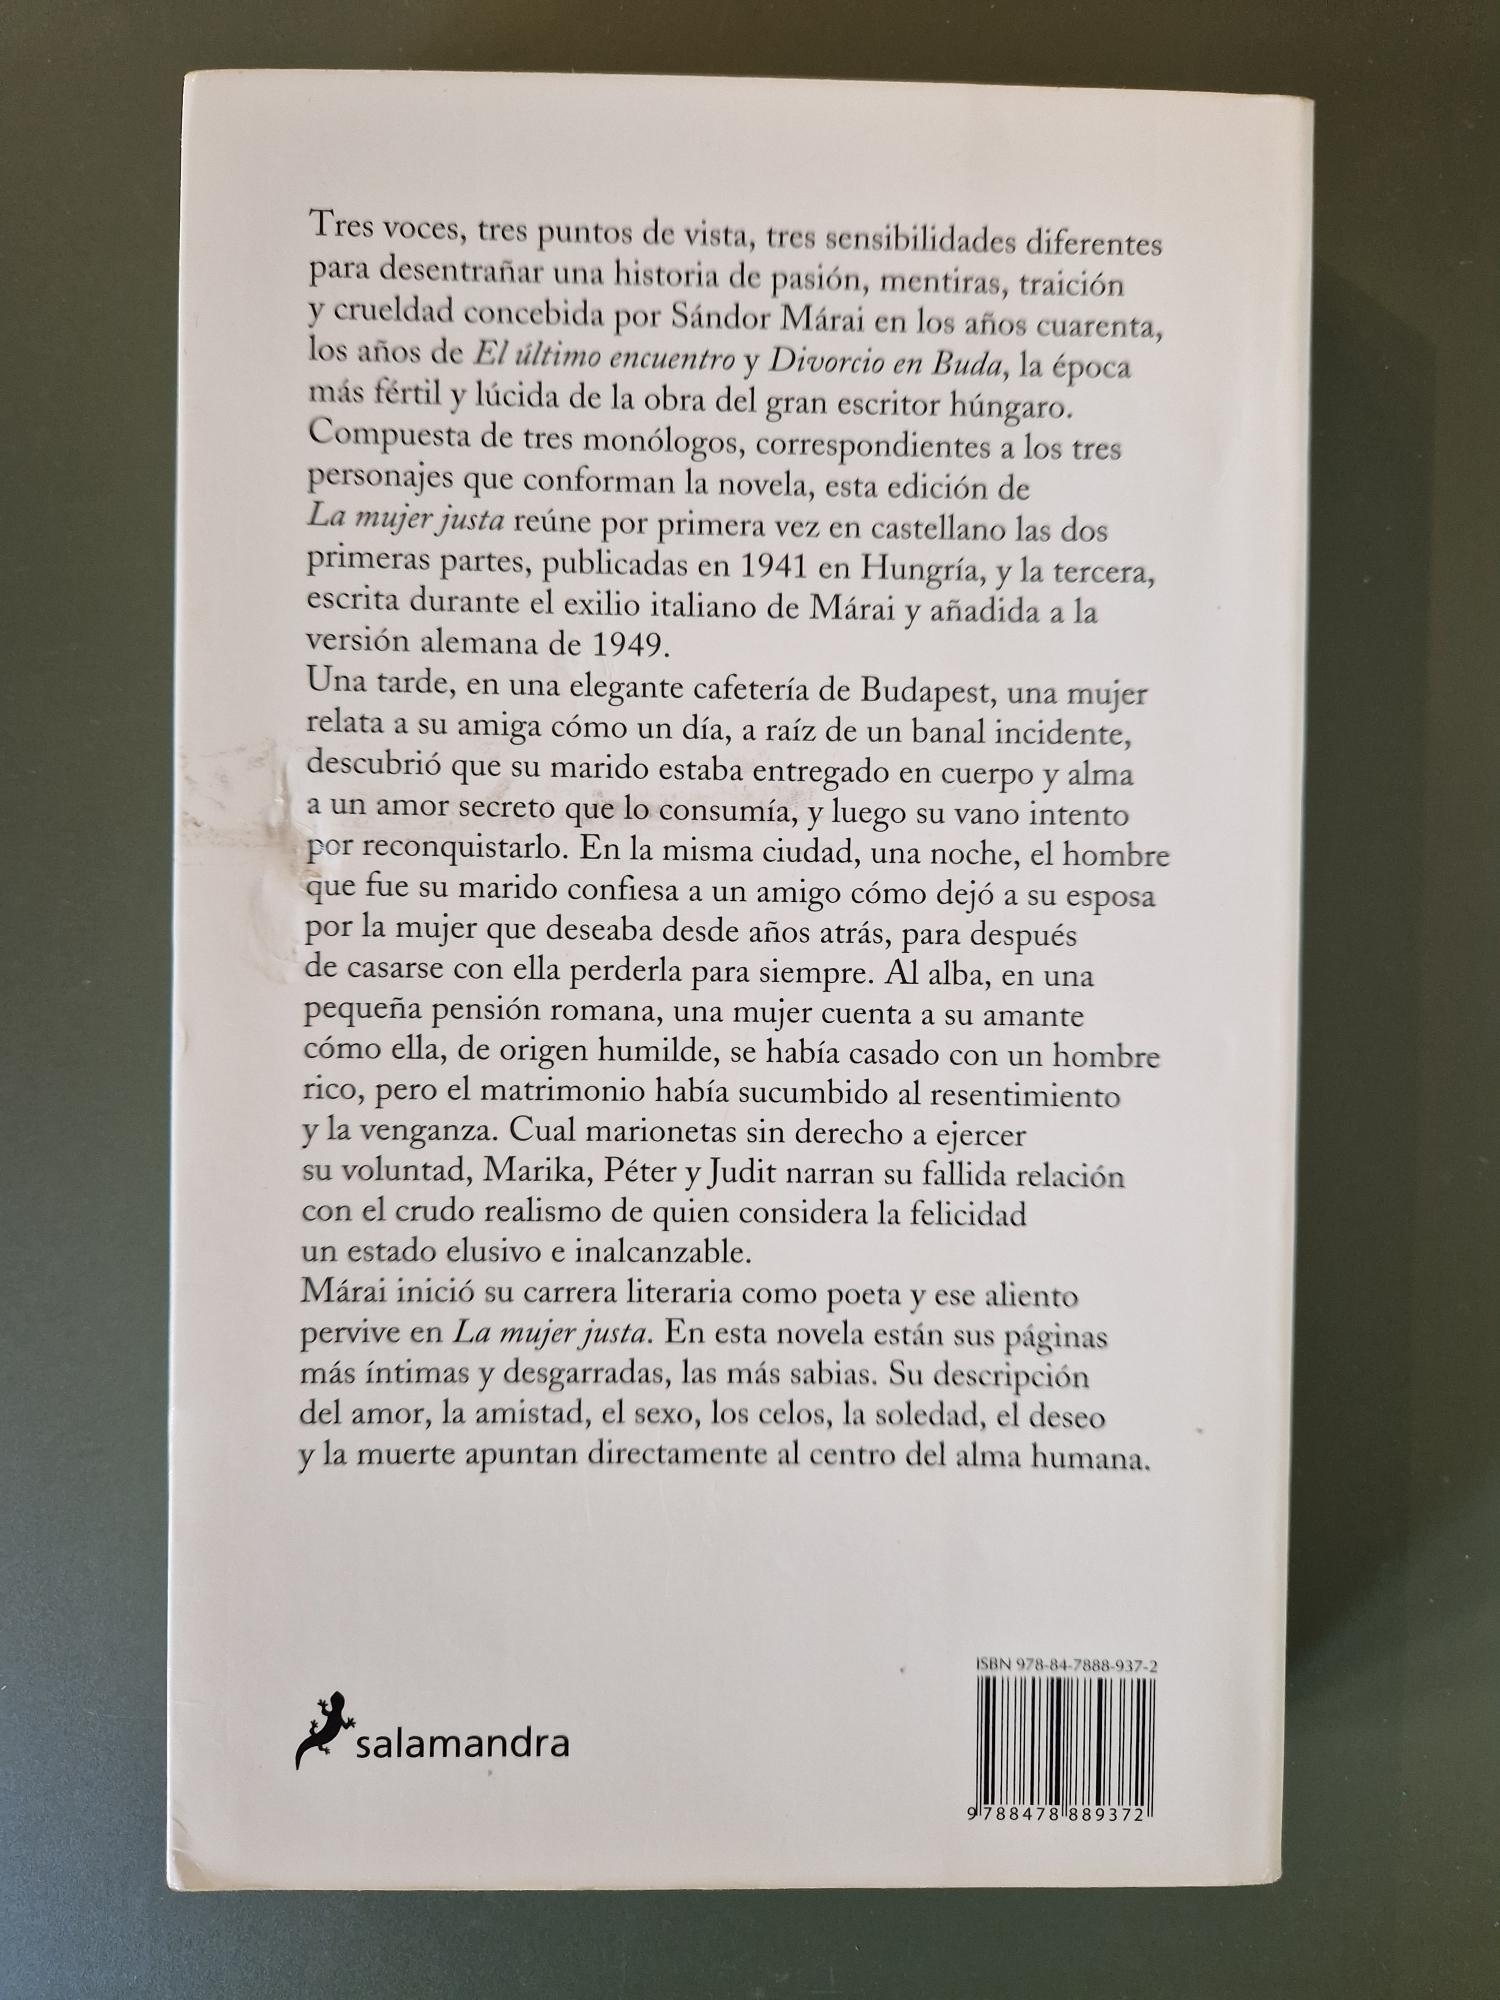 Tres voces, tres puntos de vista, tres sensibilidades diferentes
para desentrañar una historia de pasión, mentiras, traición
y crueldad concebida por Sándor Márai en los años cuarenta,
los años de El último encuentro y Divorcio en Buda, la época
más fértil y lúcida de la obra del gran escritor húngaro.
Compuesta de tres monólogos, correspondientes a los tres
personajes que conforman la novela, esta edición de
La mujer justa reúne por primera vez en castellano las dos
primeras partes, publicadas en 1941 en Hungría, y la tercera,
escrita durante el exilio italiano de Márai y añadida a la
versión alemana de 1949.
Una tarde, en una elegante cafetería de Budapest, una mujer
relata a su amiga cómo un día, a raíz de un banal incidente,
descubrió que su marido estaba entregado en cuerpo y alma
a un amor secreto que lo consumía, y luego su vano intento
por reconquistarlo. En la misma ciudad, una noche, el hombre
que fue su marido confiesa a un amigo cómo dejó a su esposa
por la mujer que deseaba desde años atrás, para después
de casarse con ella perderla para siempre. Al alba, en una
pequeña pensión romana, una mujer cuenta a su amante
cómo ella, de origen humilde, se había casado con un hombre
rico, pero el matrimonio había sucumbido al resentimiento
y la venganza. Cual marionetas sin derecho a ejercer
su voluntad, Marika, Péter y Judit narran su fallida relación
con el crudo realismo de quien considera la felicidad
un estado elusivo e inalcanzable.
Márai inició su carrera literaria como poeta y ese aliento
pervive en La mujer justa. En esta novela están sus páginas
más íntimas y desgarradas, las más sabias. Su descripción
del amor, la amistad, el sexo, los celos, la soledad, el deseo
y la muerte apuntan directamente al centro del alma humana.
ISBN 978-84-7888-937-2
salamandra
9 788478 889372